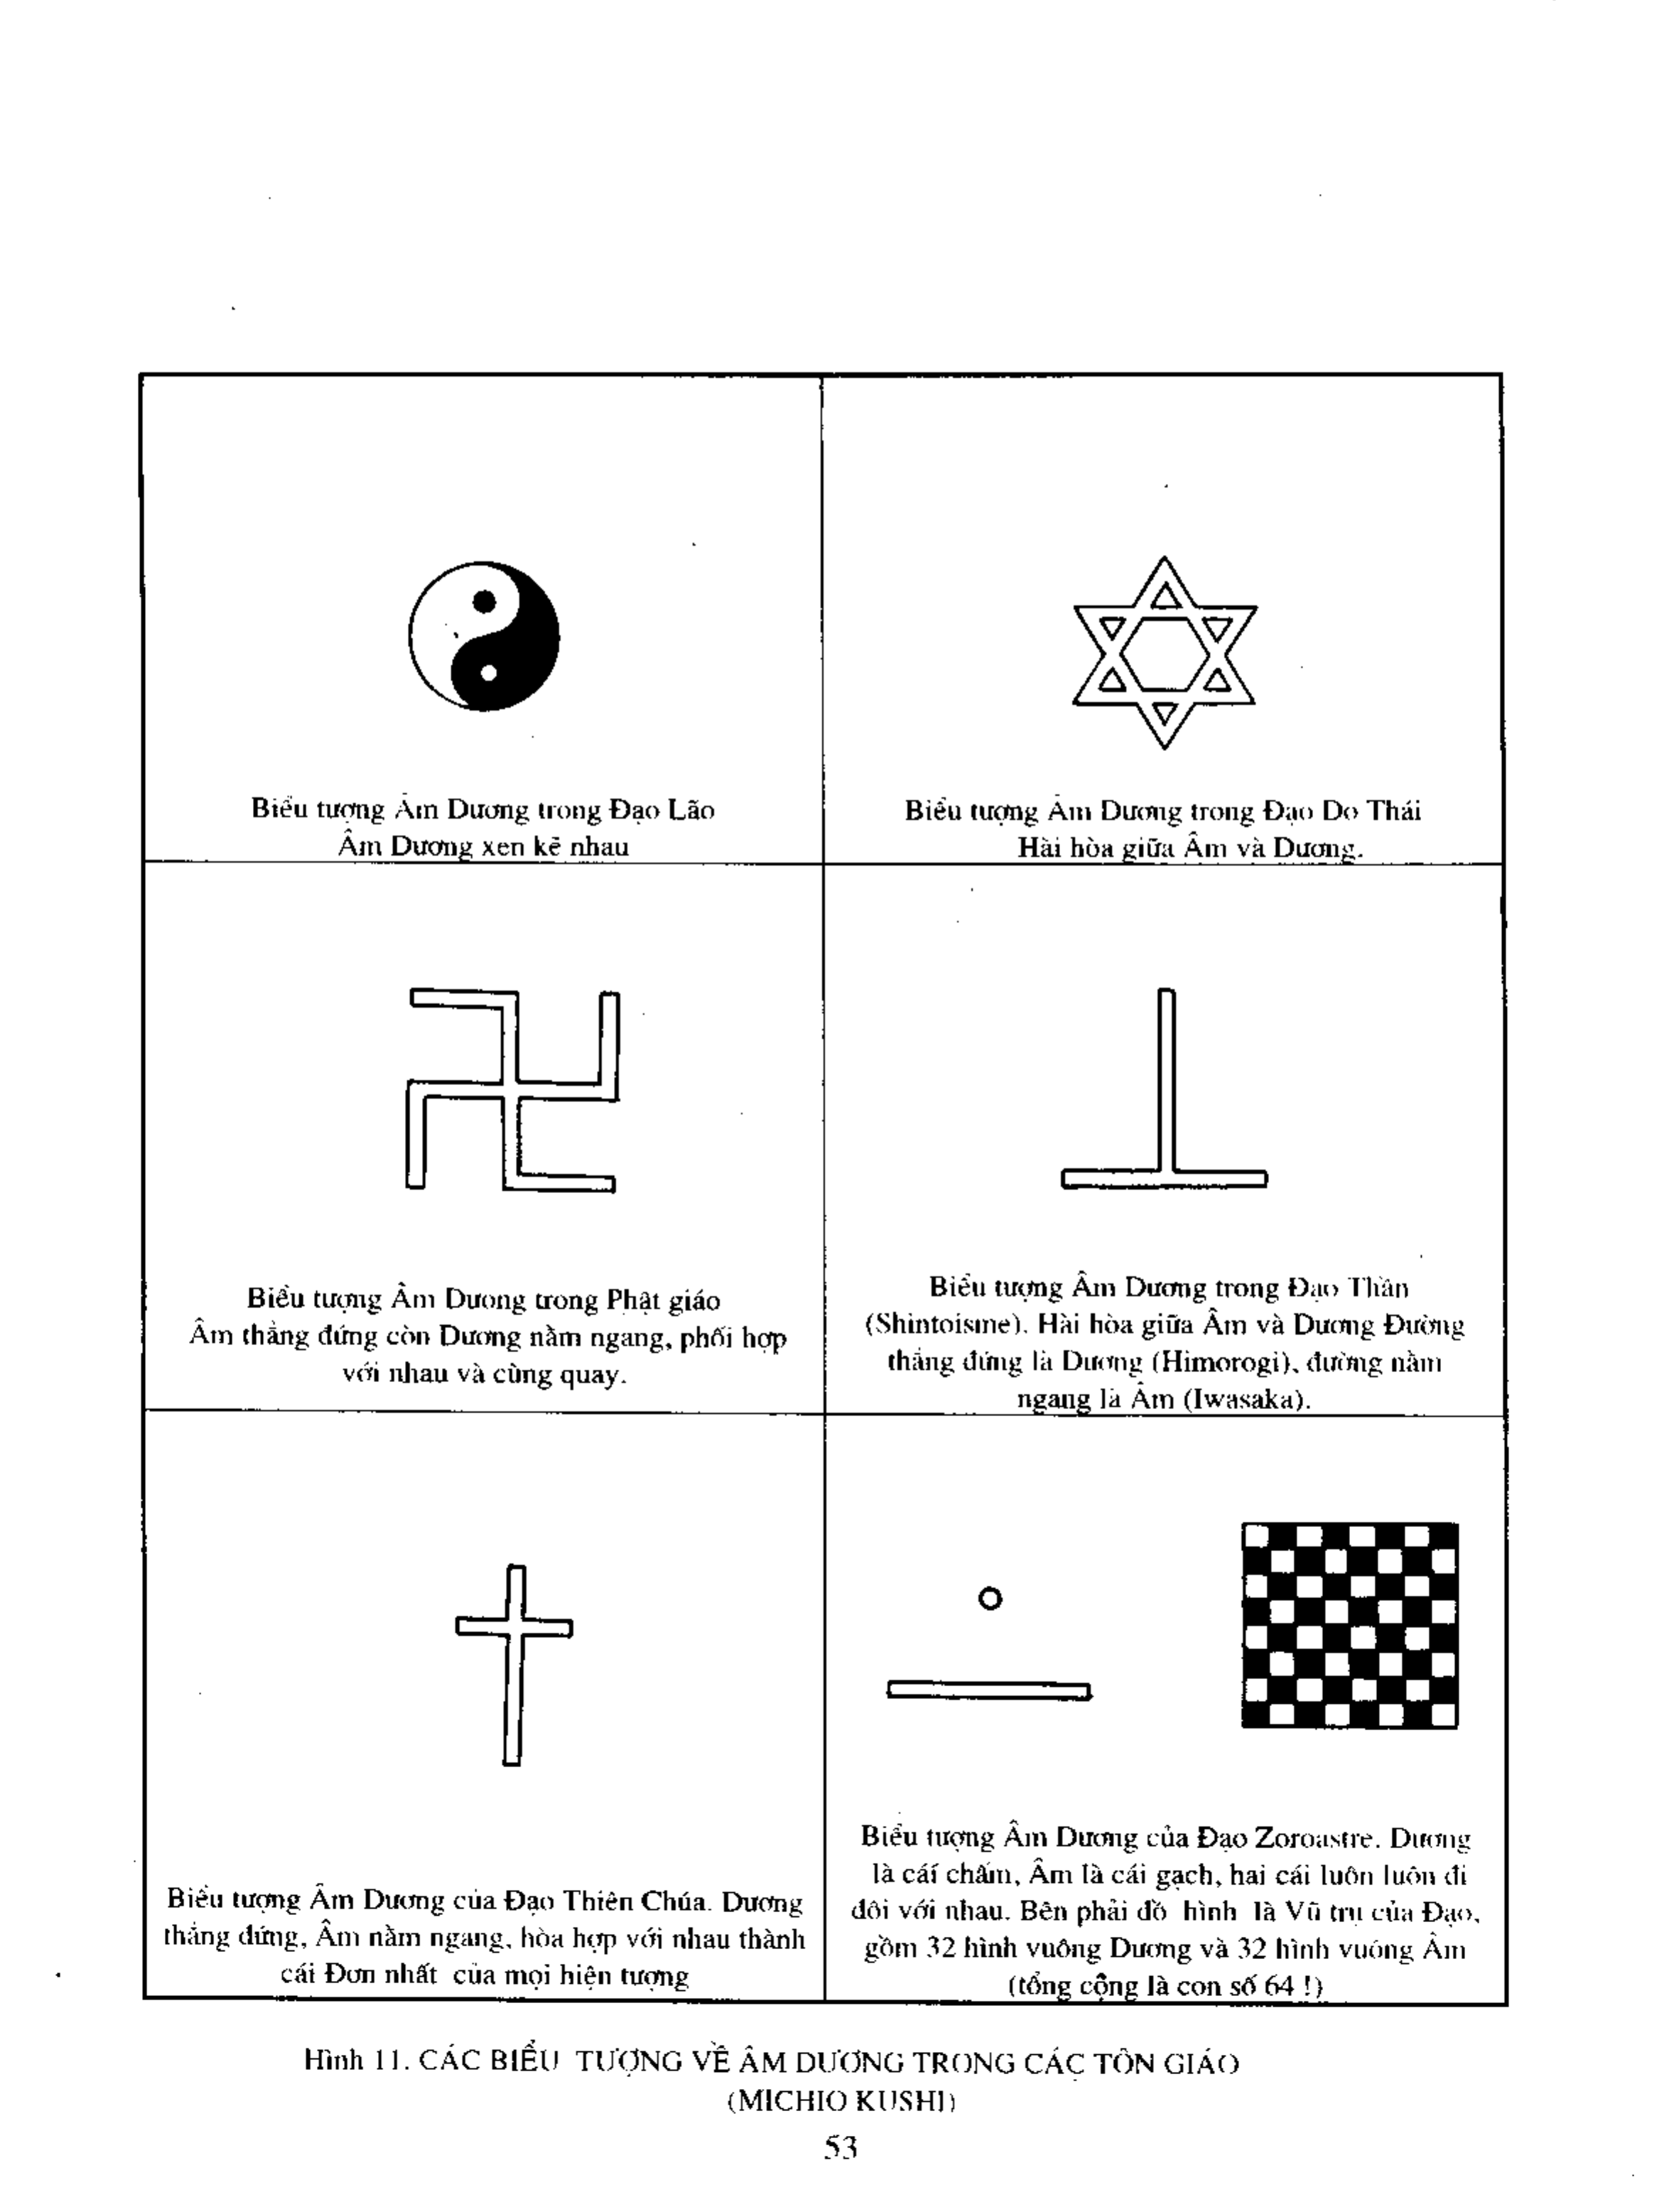 Biểu tượng Âm Dương trong Đạo Lão
Âm Dương xen kẽ nhau
Biểu tượng Âm Dương trong Đạo Do Thái
Hài hòa giữa Âm và Dương.
Biểu tượng Âm Dương trong Phật giáo
Âm thẳng đứng còn Dương nằm ngang, phối hợp
với nhau và cùng quay.
Biểu tượng Âm Dương trong Đạo Thần
(Shintoisme). Hài hòa giữa Âm và Dương Đường
thẳng đứng là Dương (Himorogi), đường nằm
ngang là Âm (Iwasaka).
Biểu tượng Âm Dương của Đạo Thiên Chúa. Dương
thẳng đứng, Âm nằm ngang, hòa hợp với nhau thành
cái Đơn nhất của mọi hiện tượng
Biểu tượng Âm Dương của Đạo Zoroastre. Dương
là cái chấm, Âm là cái gạch, hai cái luôn luôn đi
đôi với nhau. Bên phải đồ hình là Vũ trụ của Đạo,
gồm 32 hình vuông Dương và 32 hình vuông Âm
(tổng cộng là con số 64 !)
Hình 11. CÁC BIỂU TƯỢNG VỀ ÂM DƯƠNG TRONG CÁC TÔN GIÁO
(MICHIO KUSHI)
53